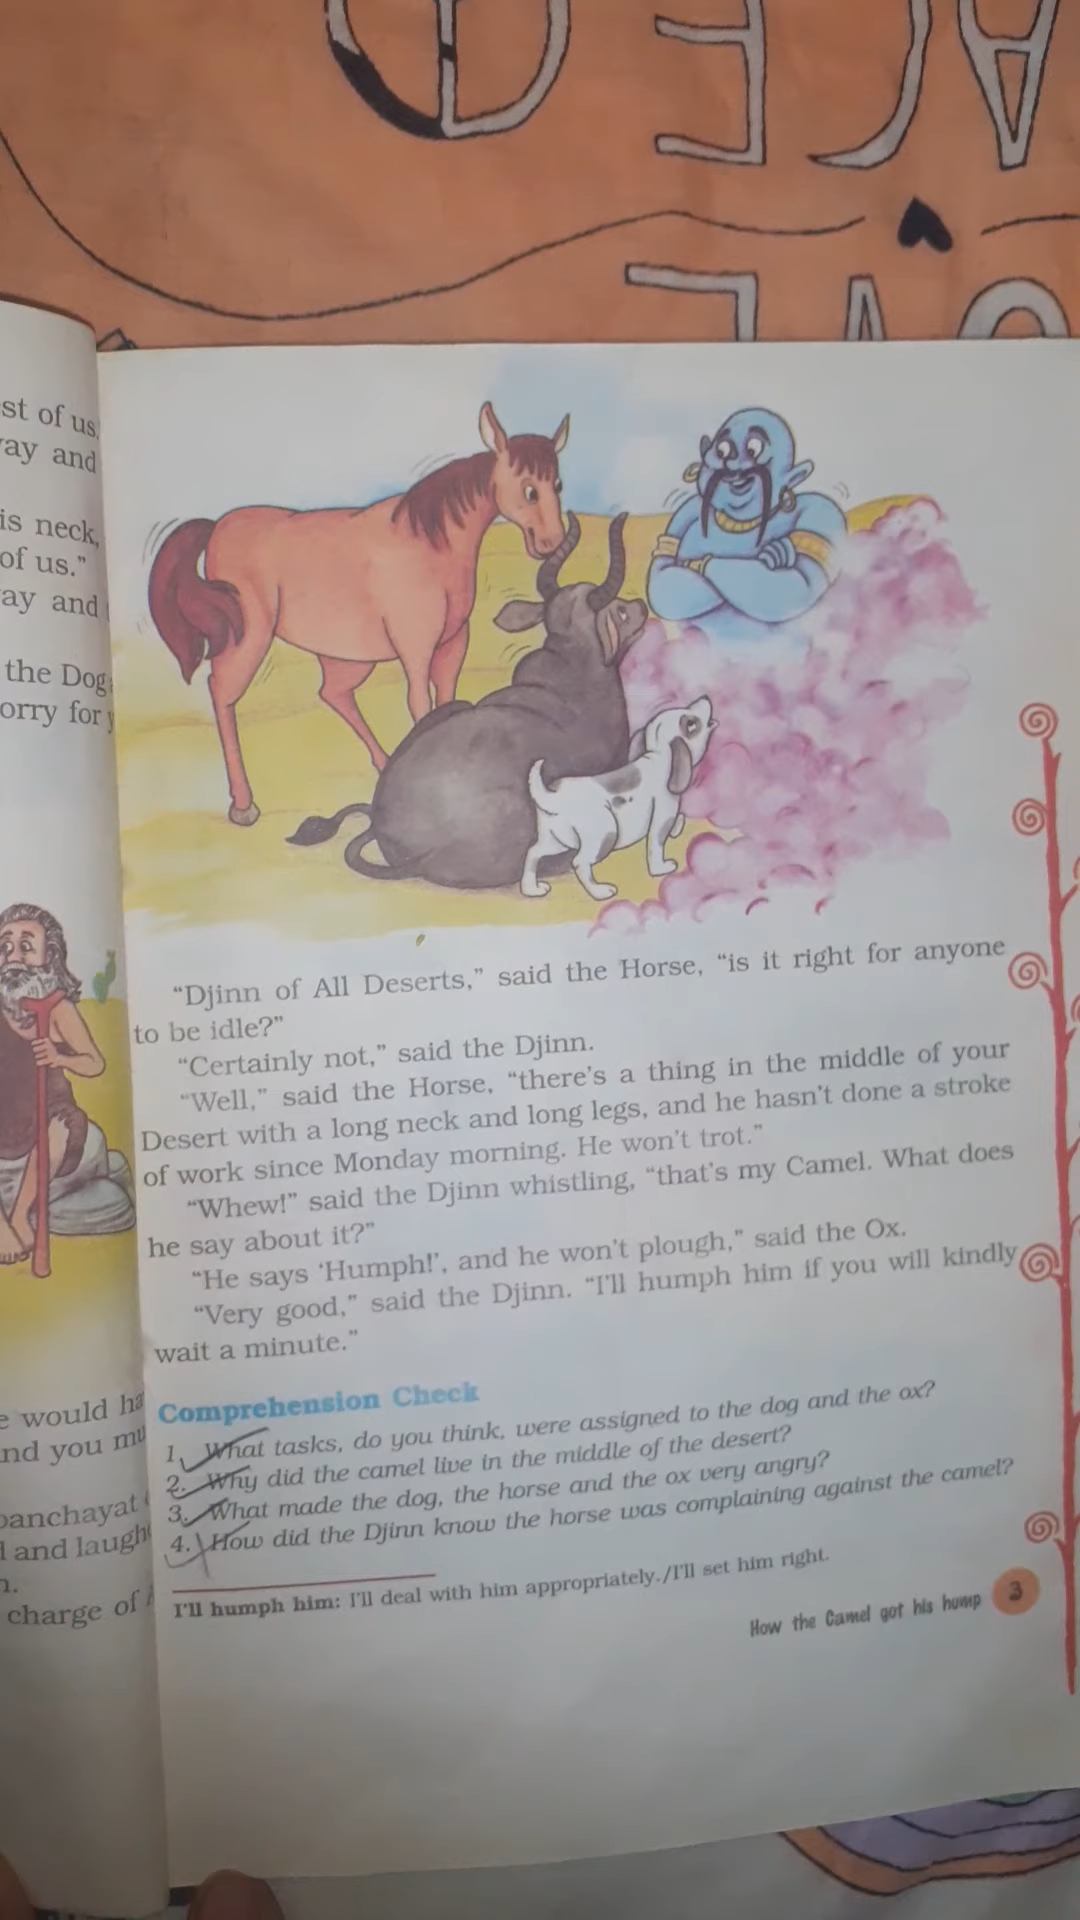 st of us.
ay and
is neck,
of us.”
ay and
the Dog
orry for y
“Djinn of All Deserts,” said the Horse, “is it right for anyone
to be idle?”
“Certainly not,” said the Djinn.
“Well,” said the Horse, “there’s a thing in the middle of your
Desert with a long neck and long legs, and he hasn’t done a stroke
of work since Monday morning. He won’t trot.”
“Whew!” said the Djinn whistling, “that’s my Camel. What does
he say about it?”
“He says ‘Humph!’, and he won’t plough,” said the Ox.
“Very good,” said the Djinn. “I’ll humph him if you will kindly
wait a minute.”
e would ha
nd you mu
panchayat
d and laugh
n.
charge of
Comprehension Check
1. What tasks, do you think, were assigned to the dog and the ox?
2. Why did the camel live in the middle of the desert?
3. What made the dog, the horse and the ox very angry?
4. How did the Djinn know the horse was complaining against the camel?
I’ll humph him: I’ll deal with him appropriately./I’ll set him right.
How the Camel got his hump 3